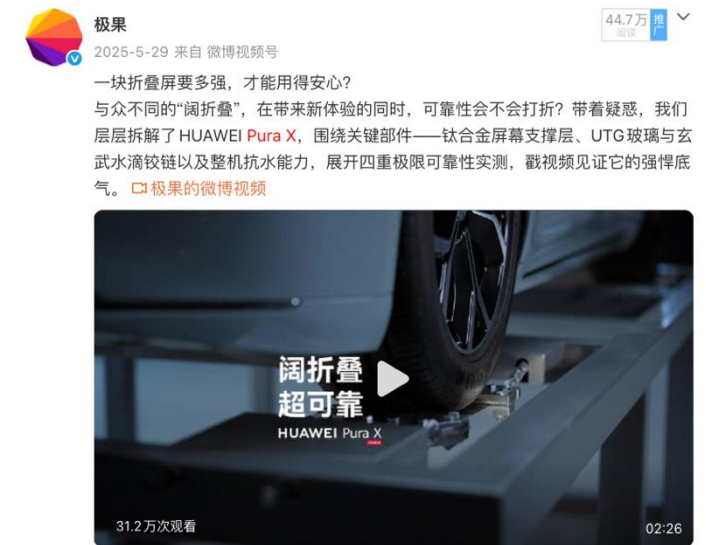 极果
2025-5-29 来自 微博视频号
44.7万
阅读
推广
一块折叠屏要多强，才能用得安心？
与众不同的“阔折叠”，在带来新体验的同时，可靠性会不会打折？带着疑惑，我们
层层拆解了HUAWEI Pura X，围绕关键部件——钛合金屏幕支撑层、UTG玻璃与玄
武水滴铰链以及整机抗水能力，展开四重极限可靠性实测，戳视频见证它的强悍底
气。 极果的微博视频
阔折叠
超可靠
HUAWEI Pura X
31.2万次观看
02:26